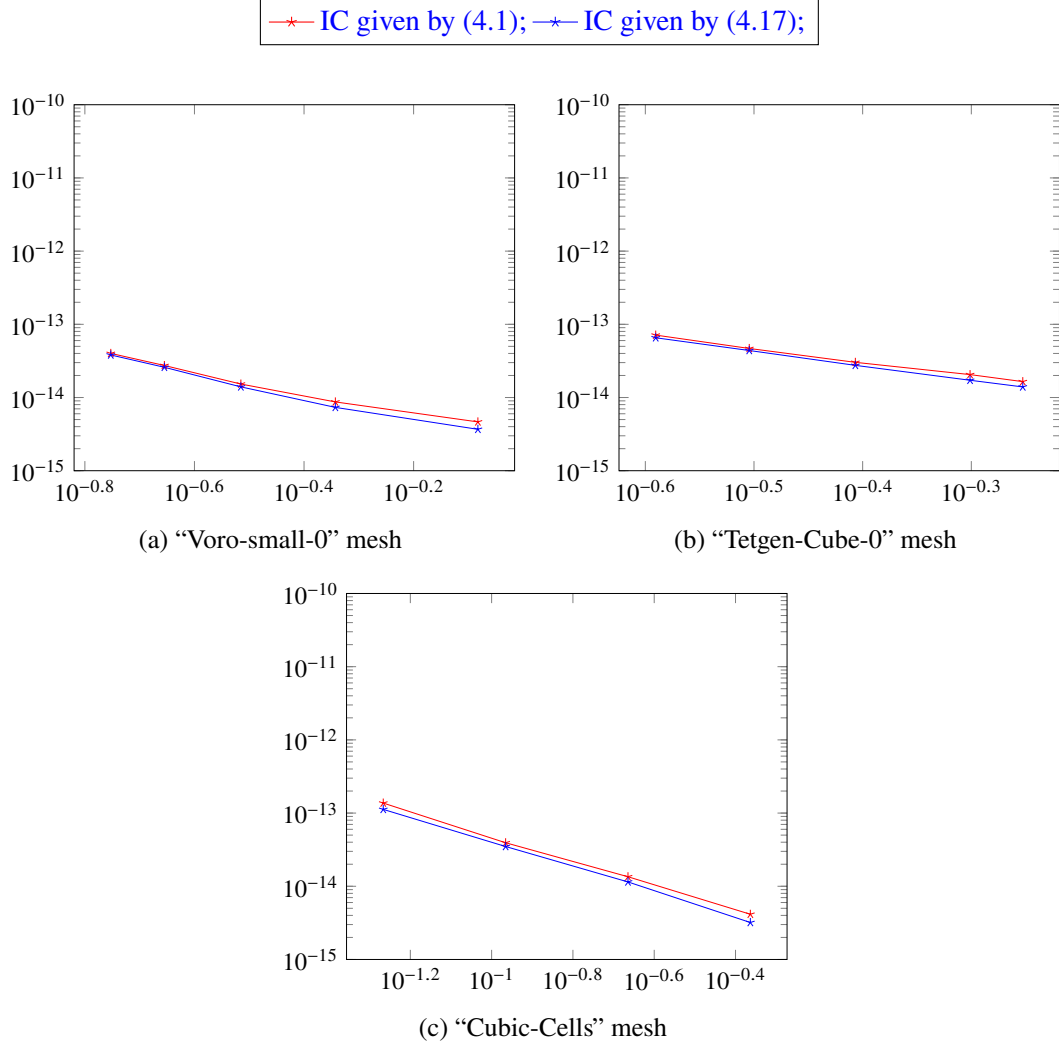 IC given by (4.1); IC given by (4.17);
10^−10
10^−11
10^−12
10^−13
10^−14
10^−15
10^−0.8 10^−0.6 10^−0.4 10^−0.2
(a) “Voro-small-0” mesh
10^−10
10^−11
10^−12
10^−13
10^−14
10^−15
10^−0.6 10^−0.5 10^−0.4 10^−0.3
(b) “Tetgen-Cube-0” mesh
10^−10
10^−11
10^−12
10^−13
10^−14
10^−15
10^−1.2 10^−1 10^−0.8 10^−0.6 10^−0.4
(c) “Cubic-Cells” mesh